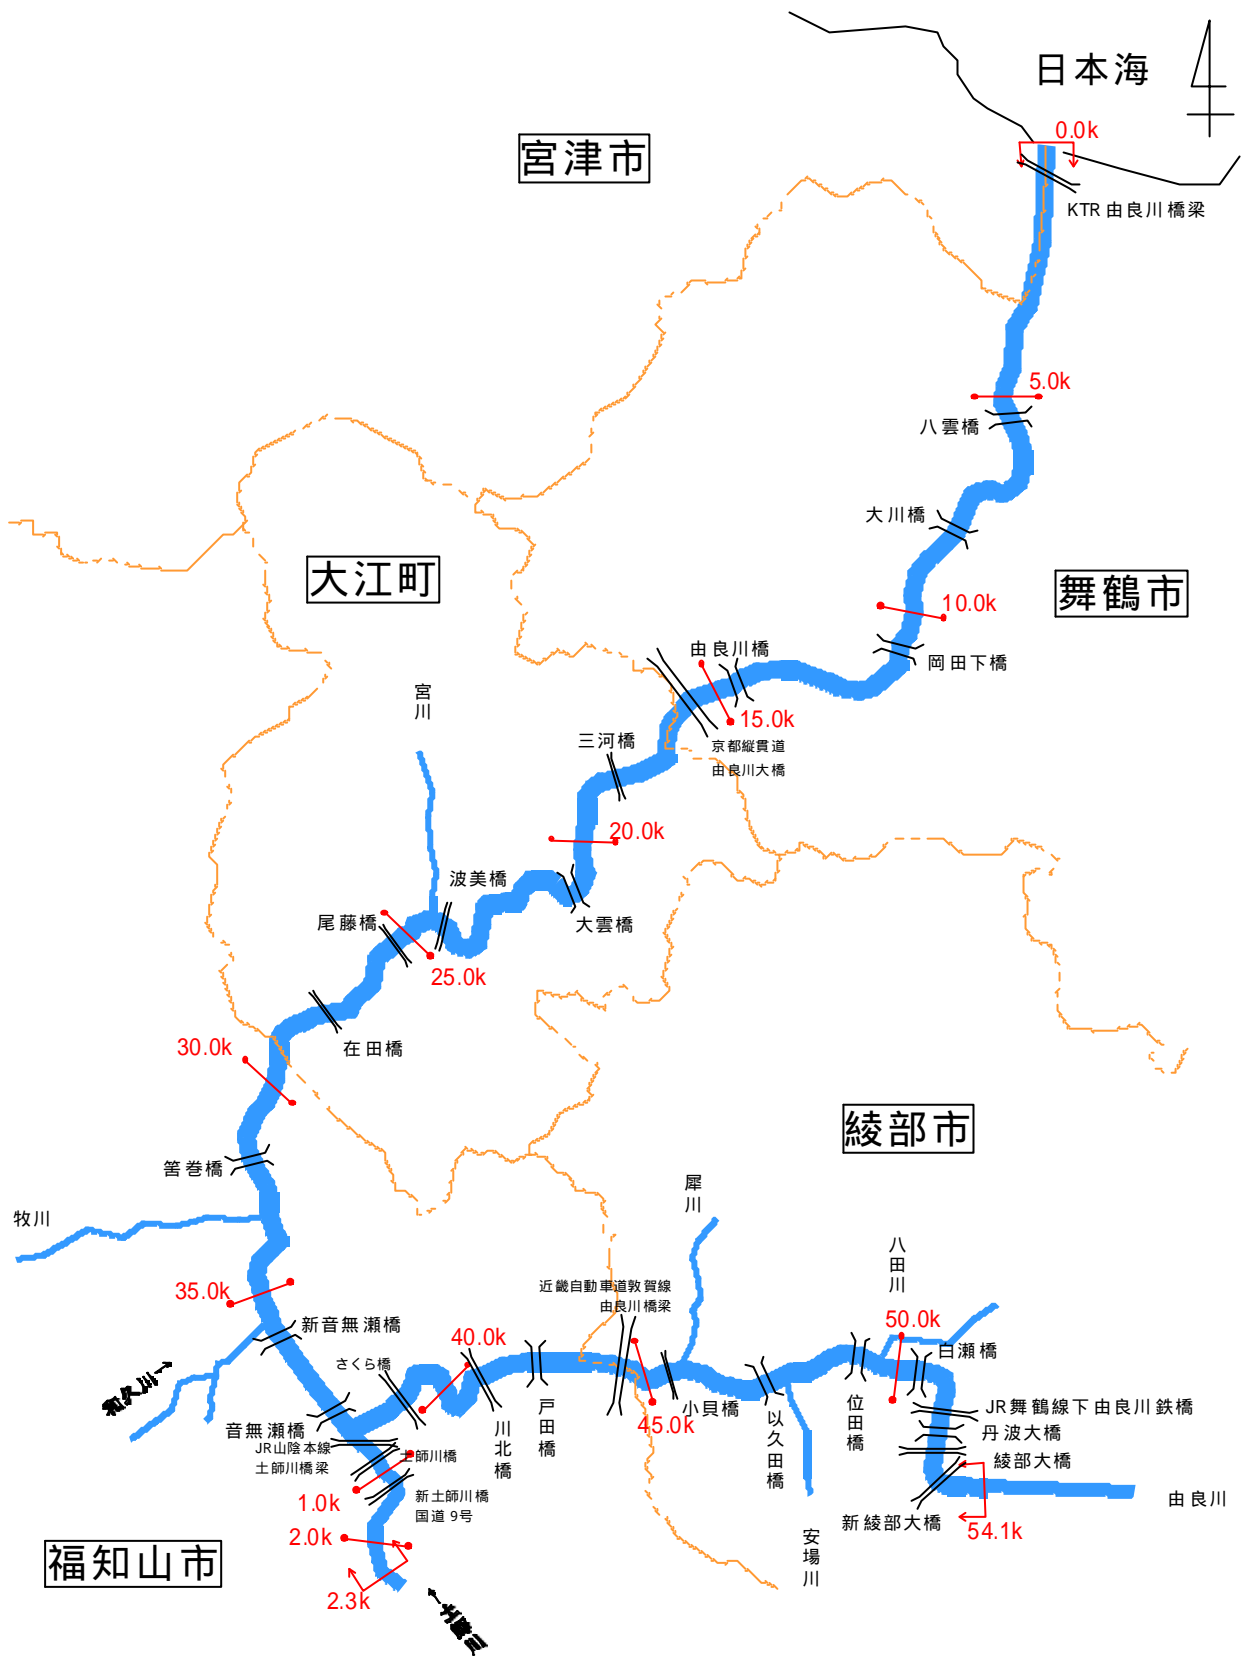 日本海
0.0k
宮津市
KTR 由良川橋梁
5.0k
八雲橋
大川橋
大江町
舞鶴市
10.0k
由良川橋
岡田下橋
宮川
15.0k
三河橋
京都縦貫道
由良川大橋
20.0k
波美橋
尾藤橋
大雲橋
25.0k
30.0k
在田橋
綾部市
筈巻橋
犀川
牧川
八田川
近畿自動車道敦賀線
由良川橋梁
35.0k
新音無瀬橋
40.0k
50.0k
白瀬橋
さくら橋
和久川
小貝橋
45.0k
戸田橋
川北橋
以久田橋
位田橋
JR舞鶴線下由良川鉄橋
音無瀬橋
丹波大橋
JR山陰本線
土師川橋梁
土師川橋
綾部大橋
1.0k
新土師川橋
国道9号
由良川
新綾部大橋
54.1k
2.0k
安場川
福知山市
2.3k
土師川